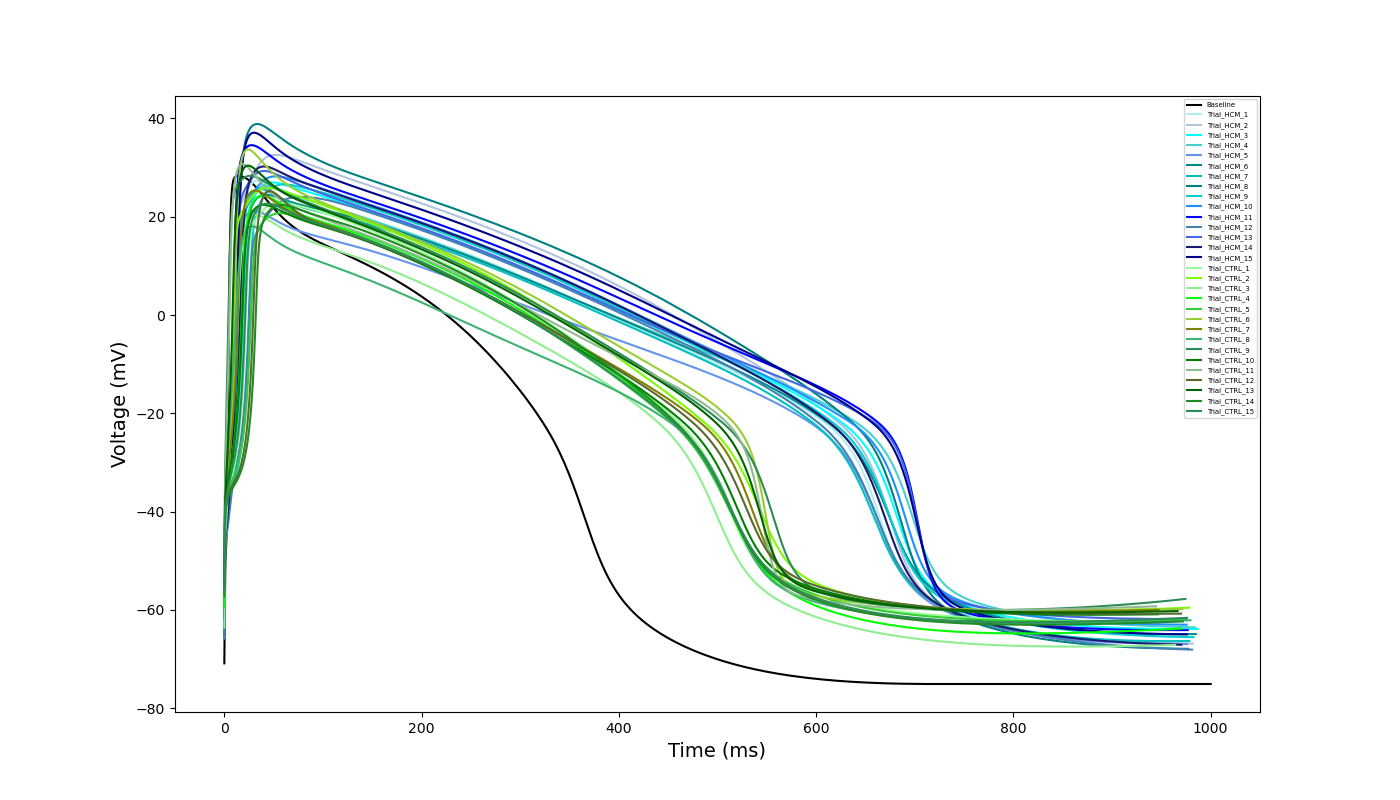 40
20
0
−20
−40
−60
−80
Voltage (mV)
0
200
400
600
800
1000
Time (ms)
Baseline
Trial_HCM_1
Trial_HCM_2
Trial_HCM_3
Trial_HCM_4
Trial_HCM_5
Trial_HCM_6
Trial_HCM_7
Trial_HCM_8
Trial_HCM_9
Trial_HCM_10
Trial_HCM_11
Trial_HCM_12
Trial_HCM_13
Trial_HCM_14
Trial_HCM_15
Trial_CTRL_1
Trial_CTRL_2
Trial_CTRL_3
Trial_CTRL_4
Trial_CTRL_5
Trial_CTRL_6
Trial_CTRL_7
Trial_CTRL_8
Trial_CTRL_9
Trial_CTRL_10
Trial_CTRL_11
Trial_CTRL_12
Trial_CTRL_13
Trial_CTRL_14
Trial_CTRL_15